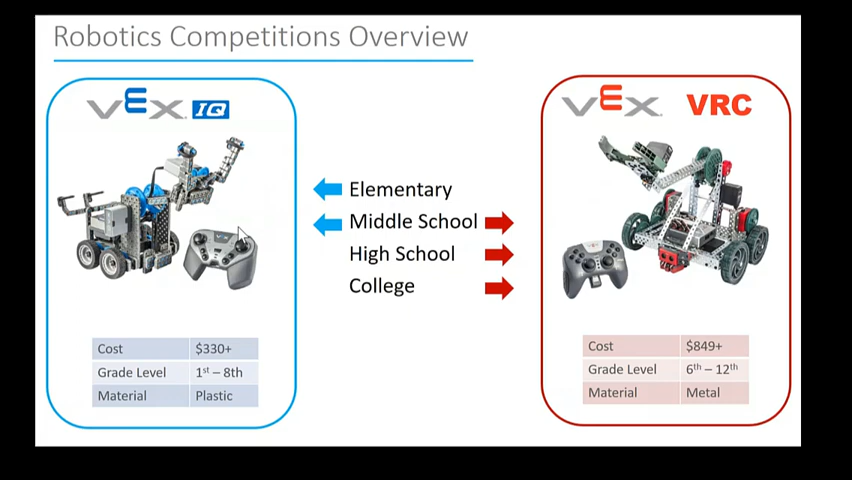 Robotics Competitions Overview
VEX IQ
VEX VRC
Elementary
Middle School
High School
College
Cost $330+
Grade Level 1st – 8th
Material Plastic
Cost $849+
Grade Level 6th – 12th
Material Metal